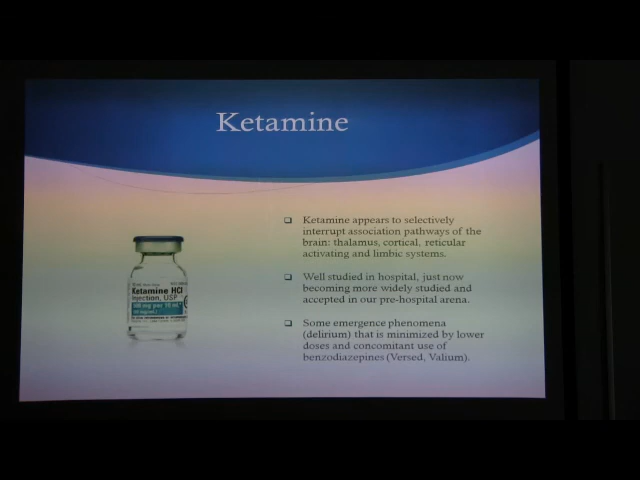 Ketamine
Ketamine appears to selectively
interrupt association pathways of the
brain: thalamus, cortical, reticular
activating and limbic systems.
Well studied in hospital, just now
becoming more widely studied and
accepted in our pre-hospital arena.
Some emergence phenomena
(delirium) that is minimized by lower
doses and concomitant use of
benzodiazepines (Versed, Valium).
Ketamine HCl
Injection, USP